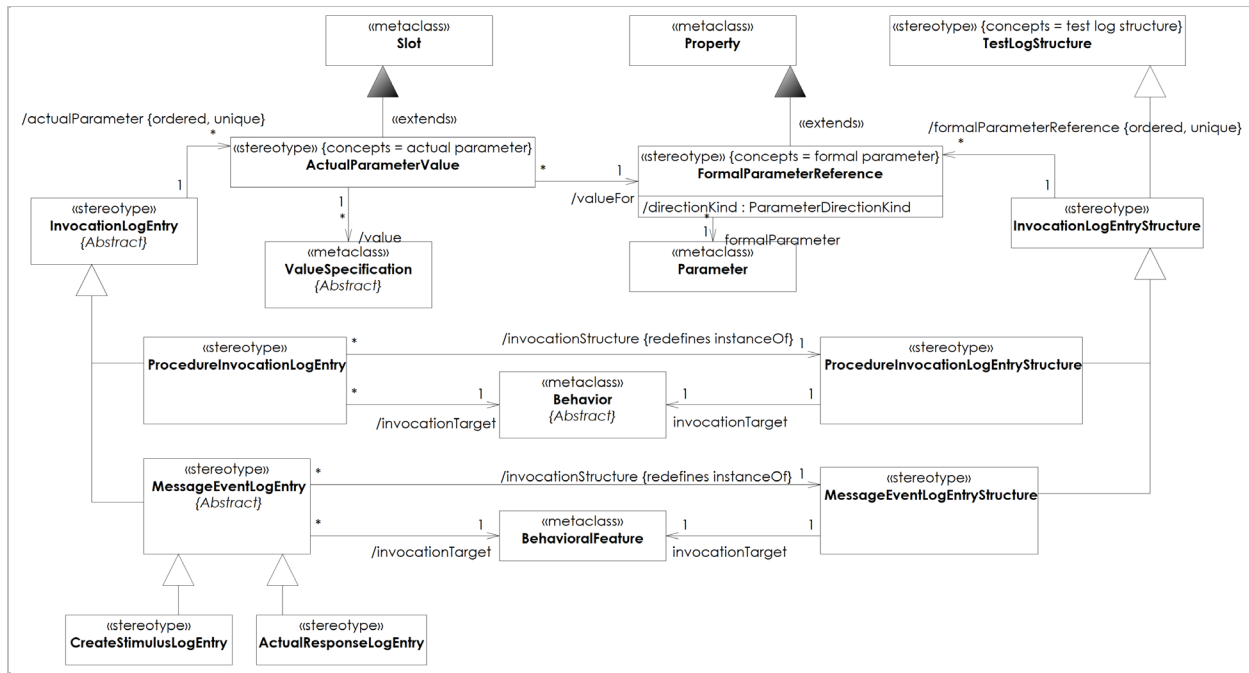 «metaclass»
Slot
«metaclass»
Property
«stereotype» {concepts = test log structure}
TestLogStructure
/actualParameter {ordered, unique}
*
«extends»
«extends»
/formalParameterReference {ordered, unique}
*
«stereotype» {concepts = actual parameter}
ActualParameterValue
*
1
/valueFor
«stereotype» {concepts = formal parameter}
FormalParameterReference
/directionKind : ParameterDirectionKind
1
1
«stereotype»
InvocationLogEntry
{Abstract}
1
*
/value
*
1
formalParameter
«stereotype»
InvocationLogEntryStructure
«metaclass»
ValueSpecification
{Abstract}
«metaclass»
Parameter
«stereotype»
ProcedureInvocationLogEntry
*
/invocationStructure {redefines instanceOf}
1
«stereotype»
ProcedureInvocationLogEntryStructure
*
1
/invocationTarget
«metaclass»
Behavior
{Abstract}
1
1
invocationTarget
«stereotype»
MessageEventLogEntry
{Abstract}
*
/invocationStructure {redefines instanceOf}
1
«stereotype»
MessageEventLogEntryStructure
*
1
/invocationTarget
«metaclass»
BehavioralFeature
1
1
invocationTarget
«stereotype»
CreateStimulusLogEntry
«stereotype»
ActualResponseLogEntry